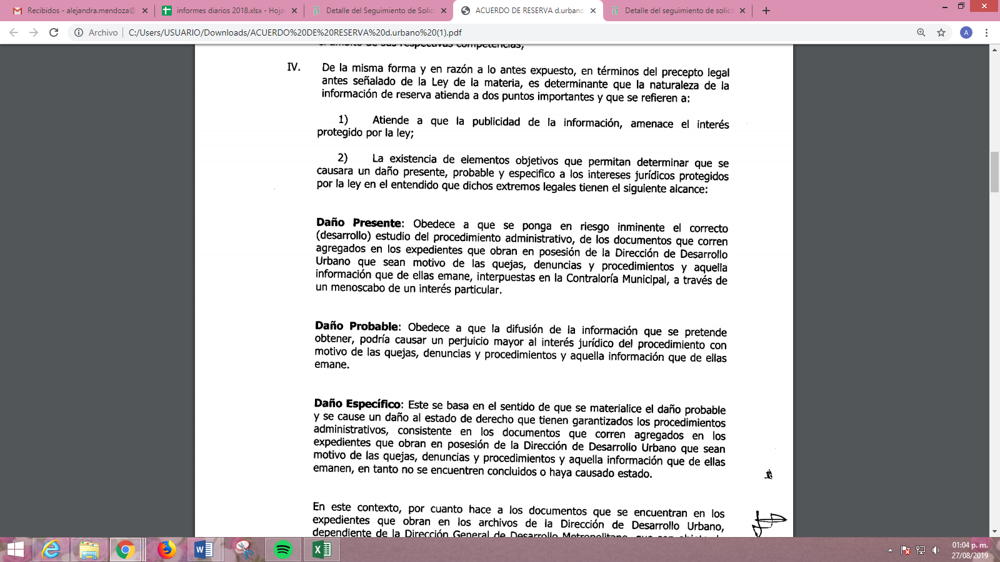 Recibidos - alejandra.mendoza@
informes diarios 2018.xlsx - Hoja
Detalle del Seguimiento de Solic
ACUERDO DE RESERVA d.urbano
Detalle del seguimiento de solici
Archivo
C:/Users/USUARIO/Downloads/ACUERDO%20DE%20RESERVA%20d.urbano%20(1).pdf
A
el ámbito de sus respectivas competencias;
IV. De la misma forma y en razón a lo antes expuesto, en términos del precepto legal
antes señalado de la Ley de la materia, es determinante que la naturaleza de la
información de reserva atienda a dos puntos importantes y que se refieren a:
1) Atiende a que la publicidad de la información, amenace el interés
protegido por la ley;
2) La existencia de elementos objetivos que permitan determinar que se
causara un daño presente, probable y especifico a los intereses jurídicos protegidos
por la ley en el entendido que dichos extremos legales tienen el siguiente alcance:
Daño Presente: Obedece a que se ponga en riesgo inminente el correcto
(desarrollo) estudio del procedimiento administrativo, de los documentos que corren
agregados en los expedientes que obran en posesión de la Dirección de Desarrollo
Urbano que sean motivo de las quejas, denuncias y procedimientos y aquella
información que de ellas emane, interpuestas en la Contraloría Municipal, a través de
un menoscabo de un interés particular.
Daño Probable: Obedece a que la difusión de la información que se pretende
obtener, podría causar un perjuicio mayor al interés jurídico del procedimiento con
motivo de las quejas, denuncias y procedimientos y aquella información que de ellas
emane.
Daño Específico: Este se basa en el sentido de que se materialice el daño probable
y se cause un daño al estado de derecho que tienen garantizados los procedimientos
administrativos, consistente en los documentos que corren agregados en los
expedientes que obran en posesión de la Dirección de Desarrollo Urbano que sean
motivo de las quejas, denuncias y procedimientos y aquella información que de ellas
emanen, en tanto no se encuentren concluidos o haya causado estado.
En este contexto, por cuanto hace a los documentos que se encuentran en los
expedientes que obran en los archivos de la Dirección de Desarrollo Urbano,
dependiente de la Dirección General de Desarrollo Metropolitano, que con
01:04 p. m.
27/08/2019